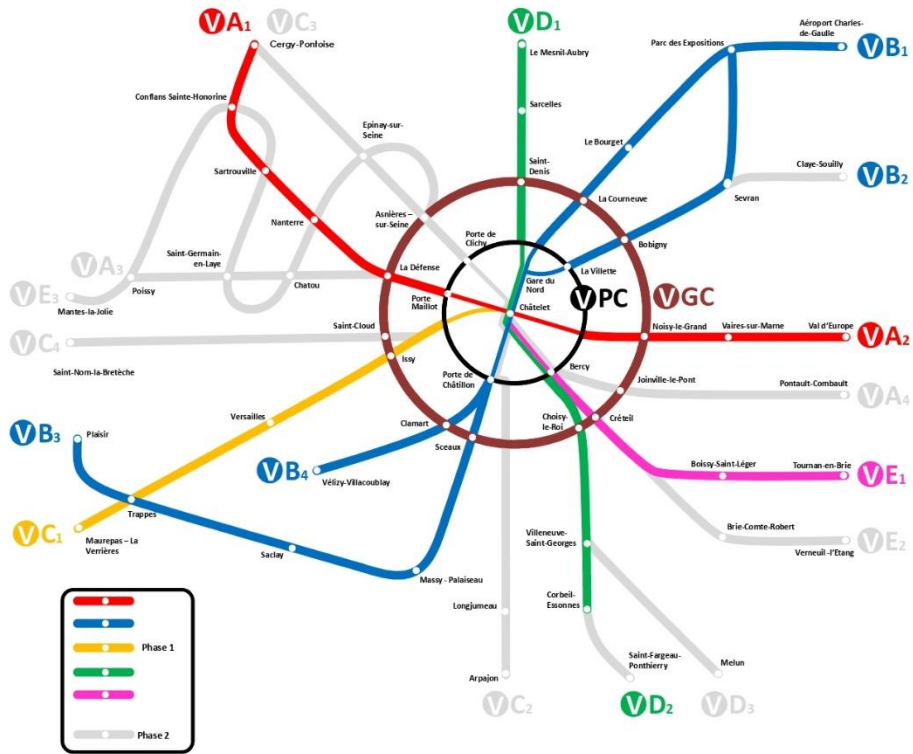 VA1
VC3
Cergy-Pontoise
VD1
Le Mesnil-Aubry
Aéroport Charles-
de-Gaulle
Parc des Expositions
VB1
Conflans Sainte-Honorine
Epinay-sur-
Seine
Sarcelles
Le Bourget
Sartrouville
Saint-
Denis
Claye-Souilly
VB2
Sevran
Nanterre
Asnières –
sur-Seine
La Courneuve
Porte de
Clichy
Bobigny
VA3
Saint-Germain
en-Laye
La Défense
La Villette
Gare du
Nord
VE3
Poissy
Chatou
Mantes-la-Jolie
Porte
Maillot
Châtelet
VPC
VGC
VC4
Saint-Cloud
Noisy-le-Grand
Vaires-sur-Marne
Val d'Europe
VA2
Saint-Nom-la-Bretèche
Issy
Bercy
Porte de
Châtillon
Joinville-le-Pont
Pontault-Combault
VA4
Versailles
Clamart
Choisy-
le-Roi
Créteil
VB3
Plaisir
Sceaux
VB4
Vélizy-Villacoublay
Boissy-Saint-Léger
Tournan-en-Brie
VE1
Trappes
VC1
Maurepas – La
Verrières
Saclay
Villeneuve-
Saint-Georges
Brie-Comte-Robert
Verneuil -l'Etang
VE2
Massy - Palaiseau
Longjumeau
Corbeil-
Essonnes
Phase 1
Saint-Fargeau-
Ponthierry
Melun
Arpajon
VC2
VD2
VD3
Phase 2